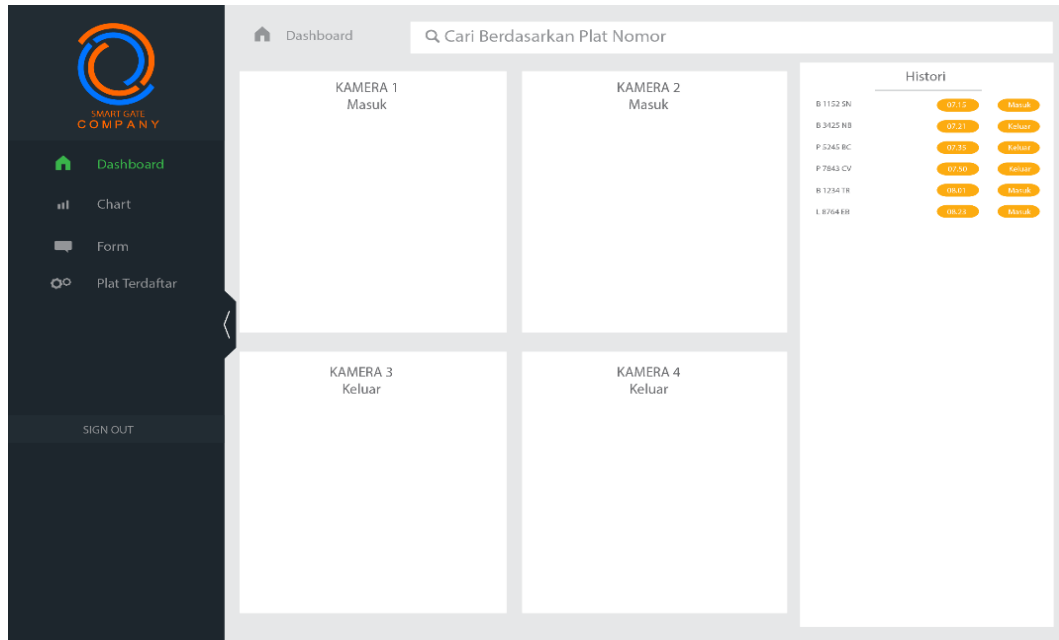 SMART GATE
COMPANY
Dashboard
Chart
Form
Plat Terdaftar
SIGN OUT
Dashboard
Cari Berdasarkan Plat Nomor
KAMERA 1
Masuk
KAMERA 2
Masuk
KAMERA 3
Keluar
KAMERA 4
Keluar
Histori
B 1152 SN 07.15 Masuk
B 3425 NB 07.21 Keluar
P 5245 BC 07.35 Keluar
P 7843 CV 07.50 Keluar
B 1234 TR 08.01 Masuk
L 8764 ER 08.23 Masuk